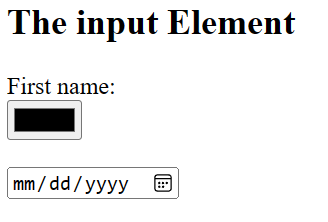 The input Element
First name:
mm/dd/yyyy